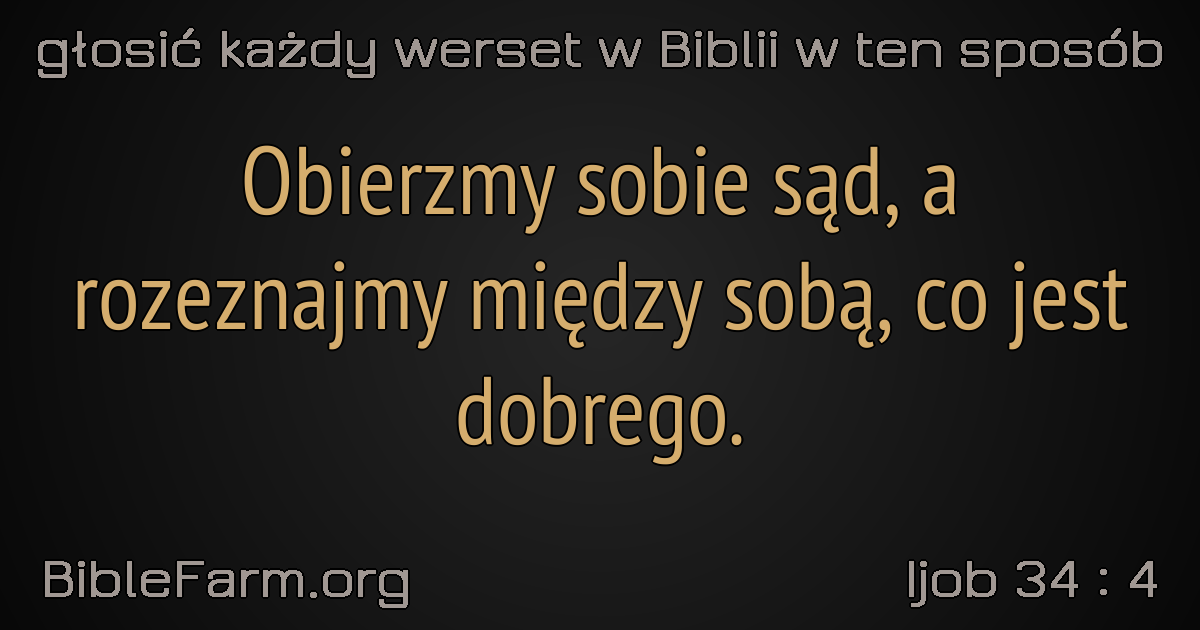 głosić każdy werset w Biblii w ten sposób
Obierzmy sobie sąd, a
rozeznajmy między sobą, co jest
dobrego.
BibleFarm.org
Ijob 34 : 4